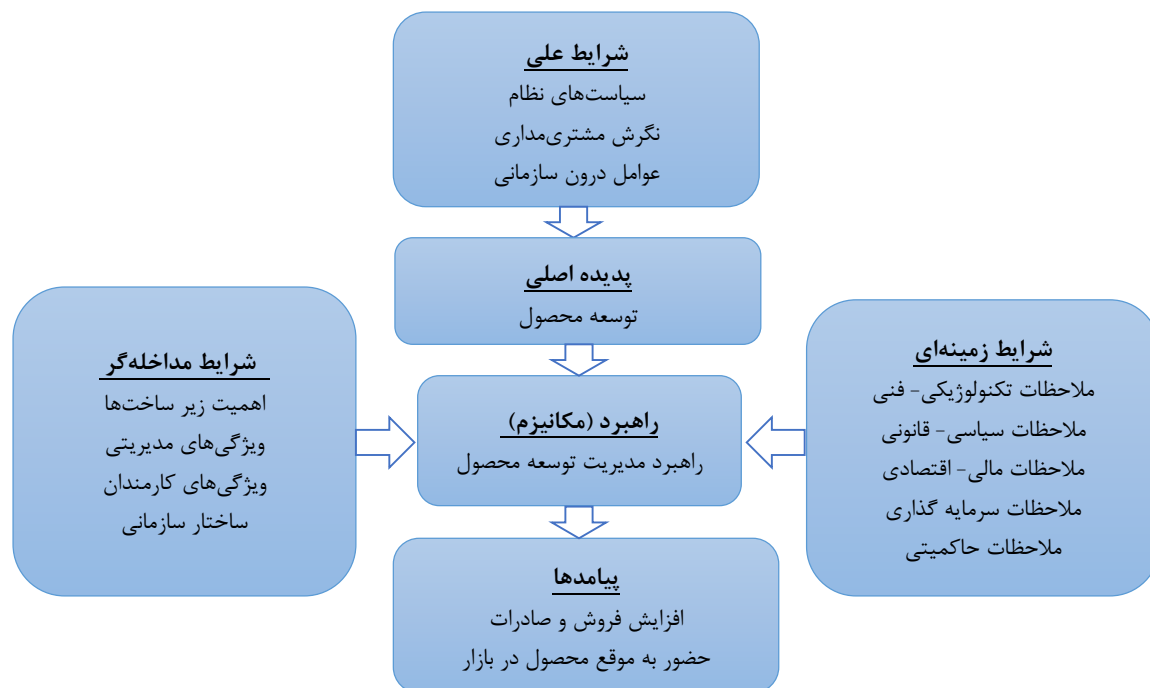 شرایط علی
سیاست‌های نظام
نگرش مشتری‌مداری
عوامل درون سازمانی
پدیده اصلی
توسعه محصول
شرایط زمینه‌ای
ملاحظات تکنولوژیکی- فنی
ملاحظات سیاسی- قانونی
ملاحظات مالی- اقتصادی
ملاحظات سرمایه گذاری
ملاحظات حاکمیتی
راهبرد (مکانیزم)
راهبرد مدیریت توسعه محصول
شرایط مداخله‌گر
اهمیت زیر ساخت‌ها
ویژگی‌های مدیریتی
ویژگی‌های کارمندان
ساختار سازمانی
پیامدها
افزایش فروش و صادرات
حضور به موقع محصول در بازار